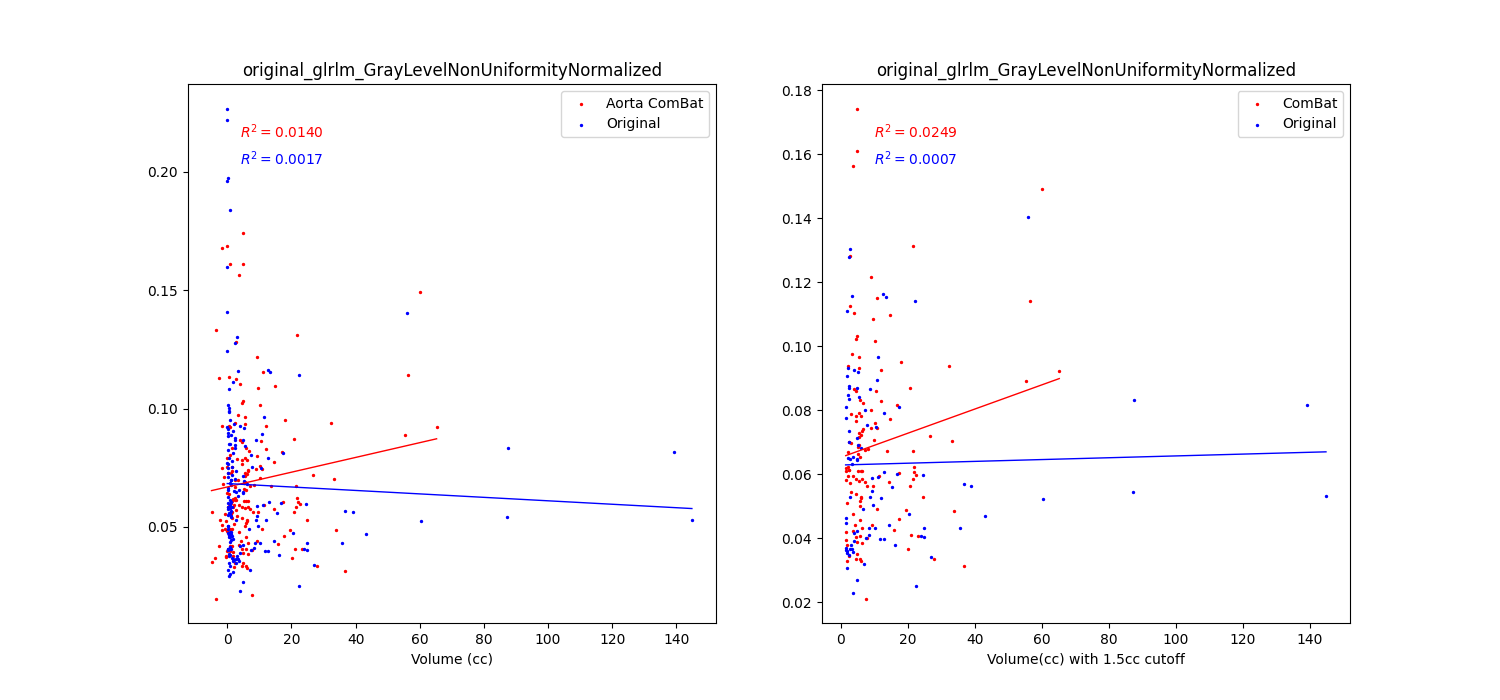 original_glrlm_GrayLevelNonUniformityNormalized
Aorta ComBat
Original
R² = 0.0140
R² = 0.0017
0.20
0.15
0.10
0.05
0 20 40 60 80 100 120 140
Volume (cc)
original_glrlm_GrayLevelNonUniformityNormalized
ComBat
Original
R² = 0.0249
R² = 0.0007
0.18
0.16
0.14
0.12
0.10
0.08
0.06
0.04
0.02
0 20 40 60 80 100 120 140
Volume(cc) with 1.5cc cutoff